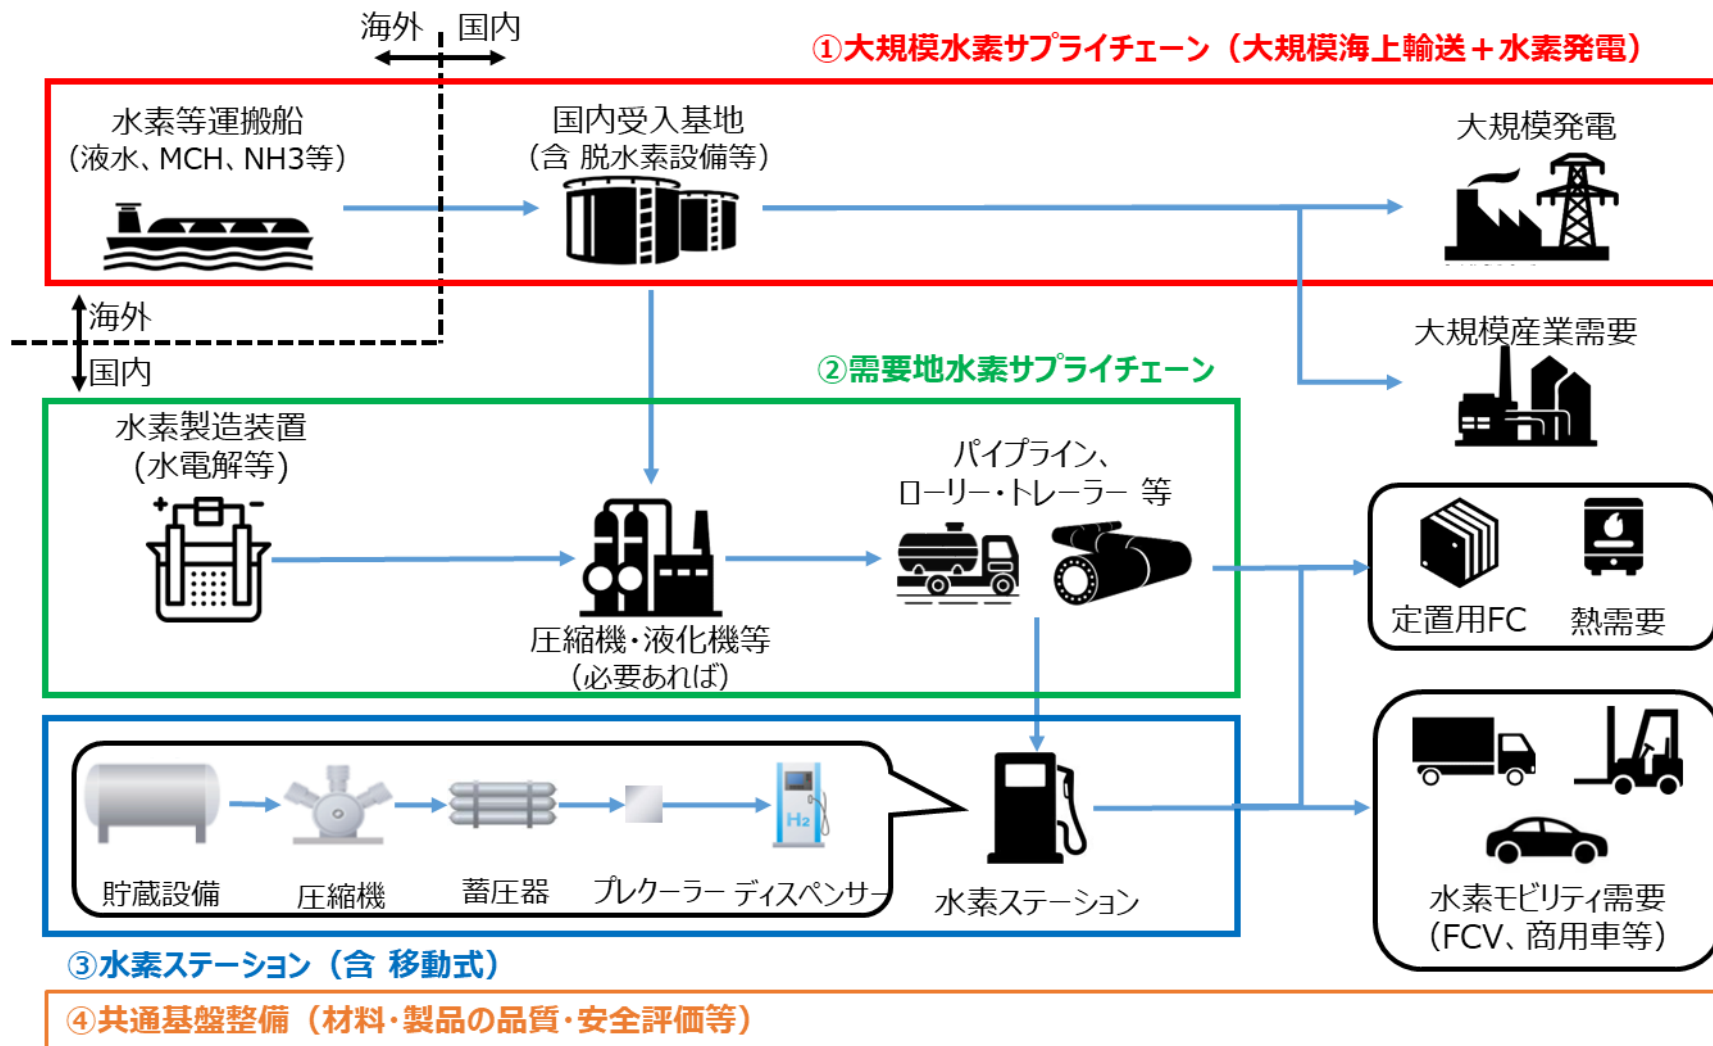 海外 国内
①大規模水素サプライチェーン（大規模海上輸送＋水素発電）
水素等運搬船
（液水、MCH、NH3等）
国内受入基地
（含 脱水素設備等）
大規模発電
海外
国内
大規模産業需要
②需要地水素サプライチェーン
水素製造装置
(水電解等)
パイプライン、
ローリー・トレーラー 等
圧縮機・液化機等
（必要あれば）
定置用FC
熱需要
H2
貯蔵設備
圧縮機
蓄圧器
プレクーラー
ディスペンサー
水素ステーション
水素モビリティ需要
（FCV、商用車等）
③水素ステーション（含 移動式）
④共通基盤整備（材料・製品の品質・安全評価等）